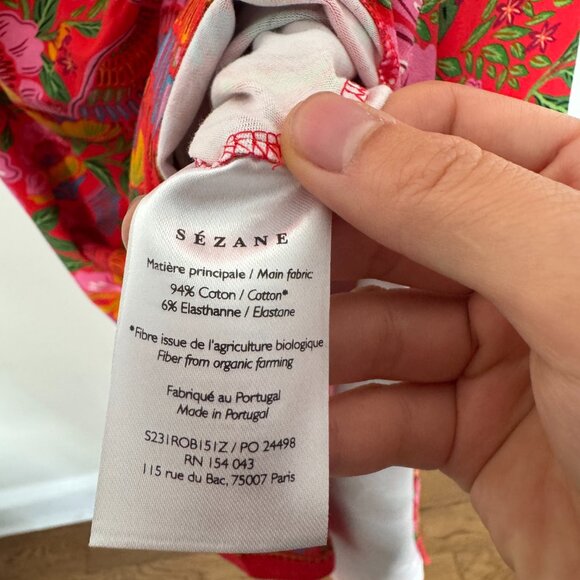 SÉZANE
Matière principale / Main fabric
94% Coton / Cotton*
6% Elasthanne / Elastane
*Fibre issue de l'agriculture biologique
Fiber from organic farming
Fabriqué au Portugal
Made in Portugal
S231ROB151Z / PO 24498
RN 154 043
115 rue du Bac, 75007 Paris